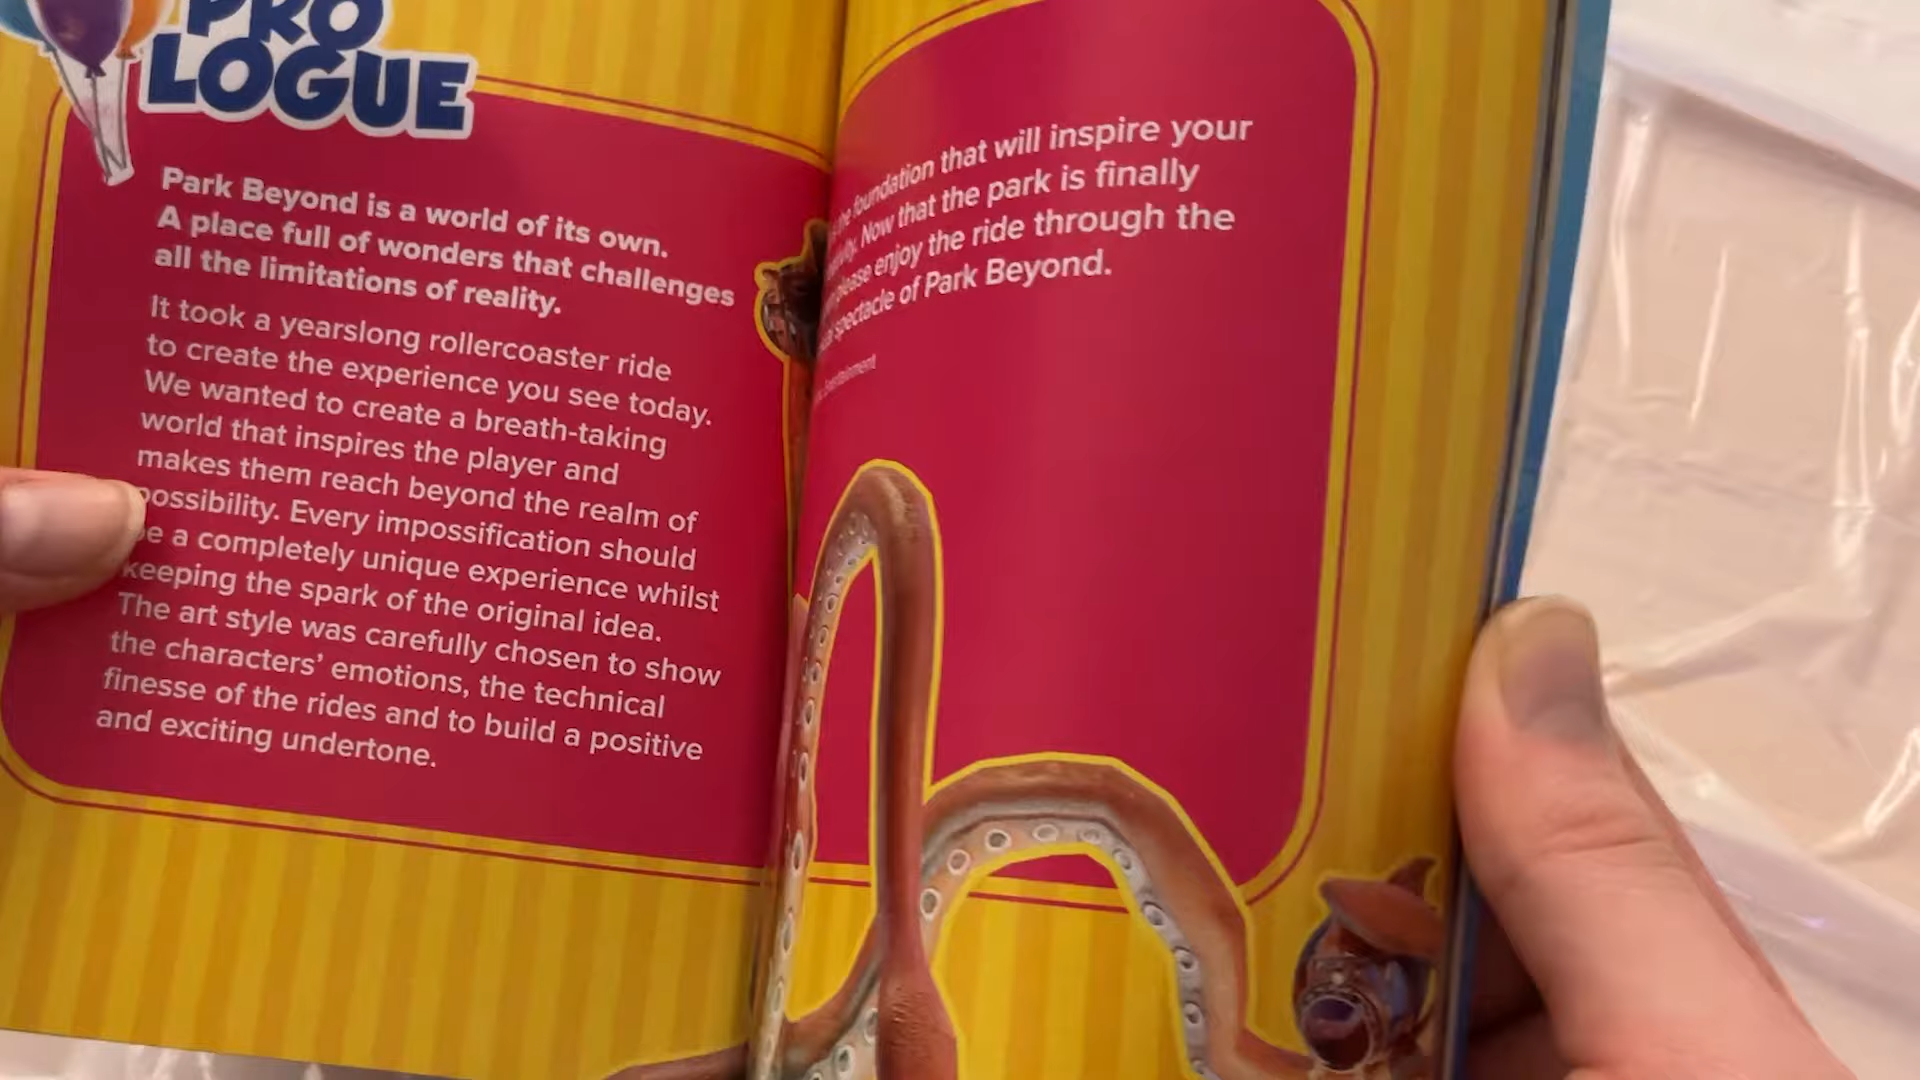 PRO
LOGUE
Park Beyond is a world of its own.
A place full of wonders that challenges
all the limitations of reality.
It took a yearslong rollercoaster ride
to create the experience you see today.
We wanted to create a breath-taking
world that inspires the player and
makes them reach beyond the realm of
possibility. Every impossification should
be a completely unique experience whilst
keeping the spark of the original idea.
The art style was carefully chosen to show
the characters' emotions, the technical
finesse of the rides and to build a positive
and exciting undertone.
the foundation that will inspire your
Now that the park is finally
please enjoy the ride through the
spectacle of Park Beyond.